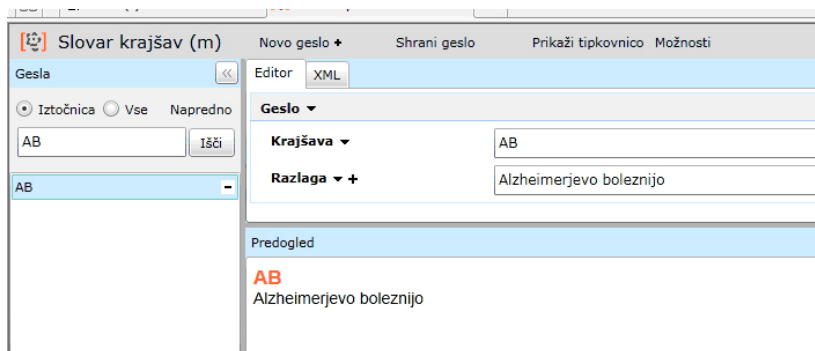 Slovar krajšav (m) Novo geslo + Shrani geslo Prikaži tipkovnico Možnosti
Gesla
Editor XML
Iztočnica Vse Napredno
Geslo
AB Išči
Krajšava AB
Razlaga + Alzheimerjevo boleznijo
AB -
Predogled
AB
Alzheimerjevo boleznijo